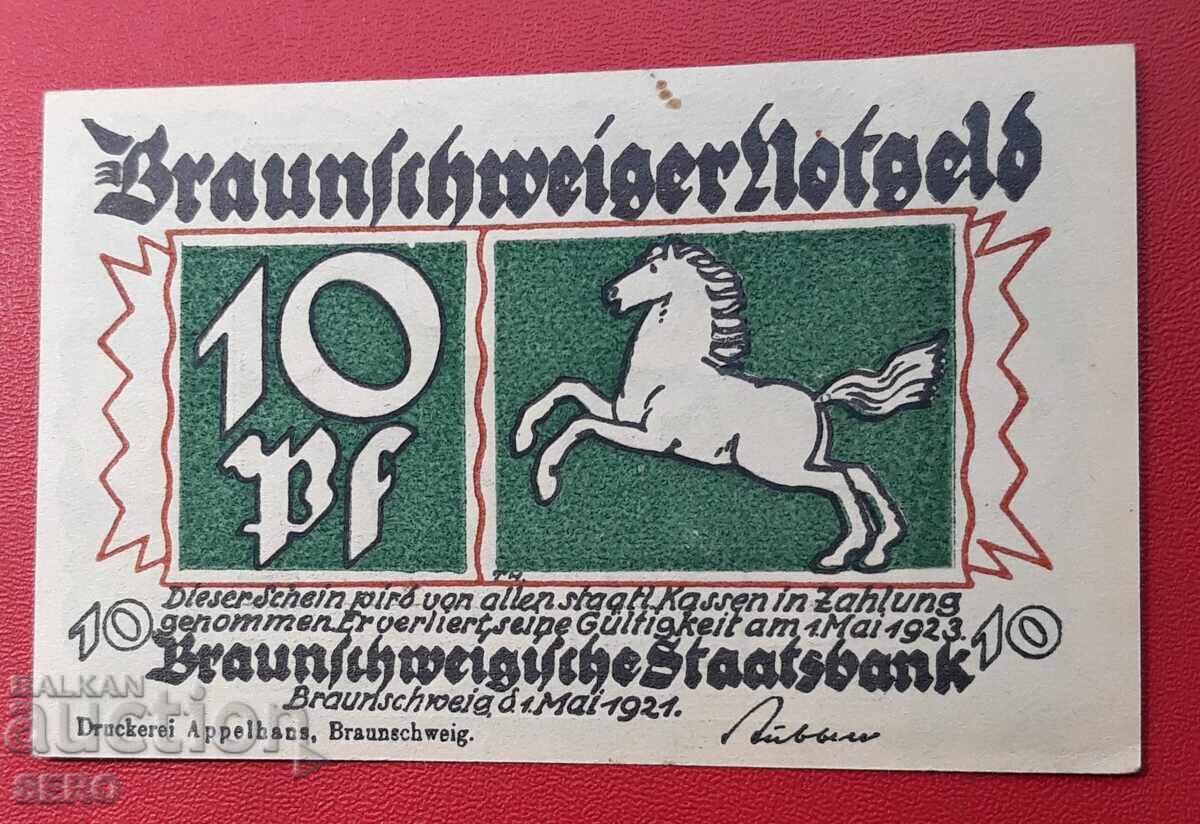 Braunschweiger Notgeld
10
Pf
T.H.
Dieser Schein wird von allen staatl. Kassen in Zahlung
genommen. Er verliert seine Gültigkeit am 1. Mai 1923.
10
10
Braunschweigische Staatsbank
Braunschweig, d. 1. Mai 1921.
Druckerei Appelhans, Braunschweig.
BALKAN
auction
SERO